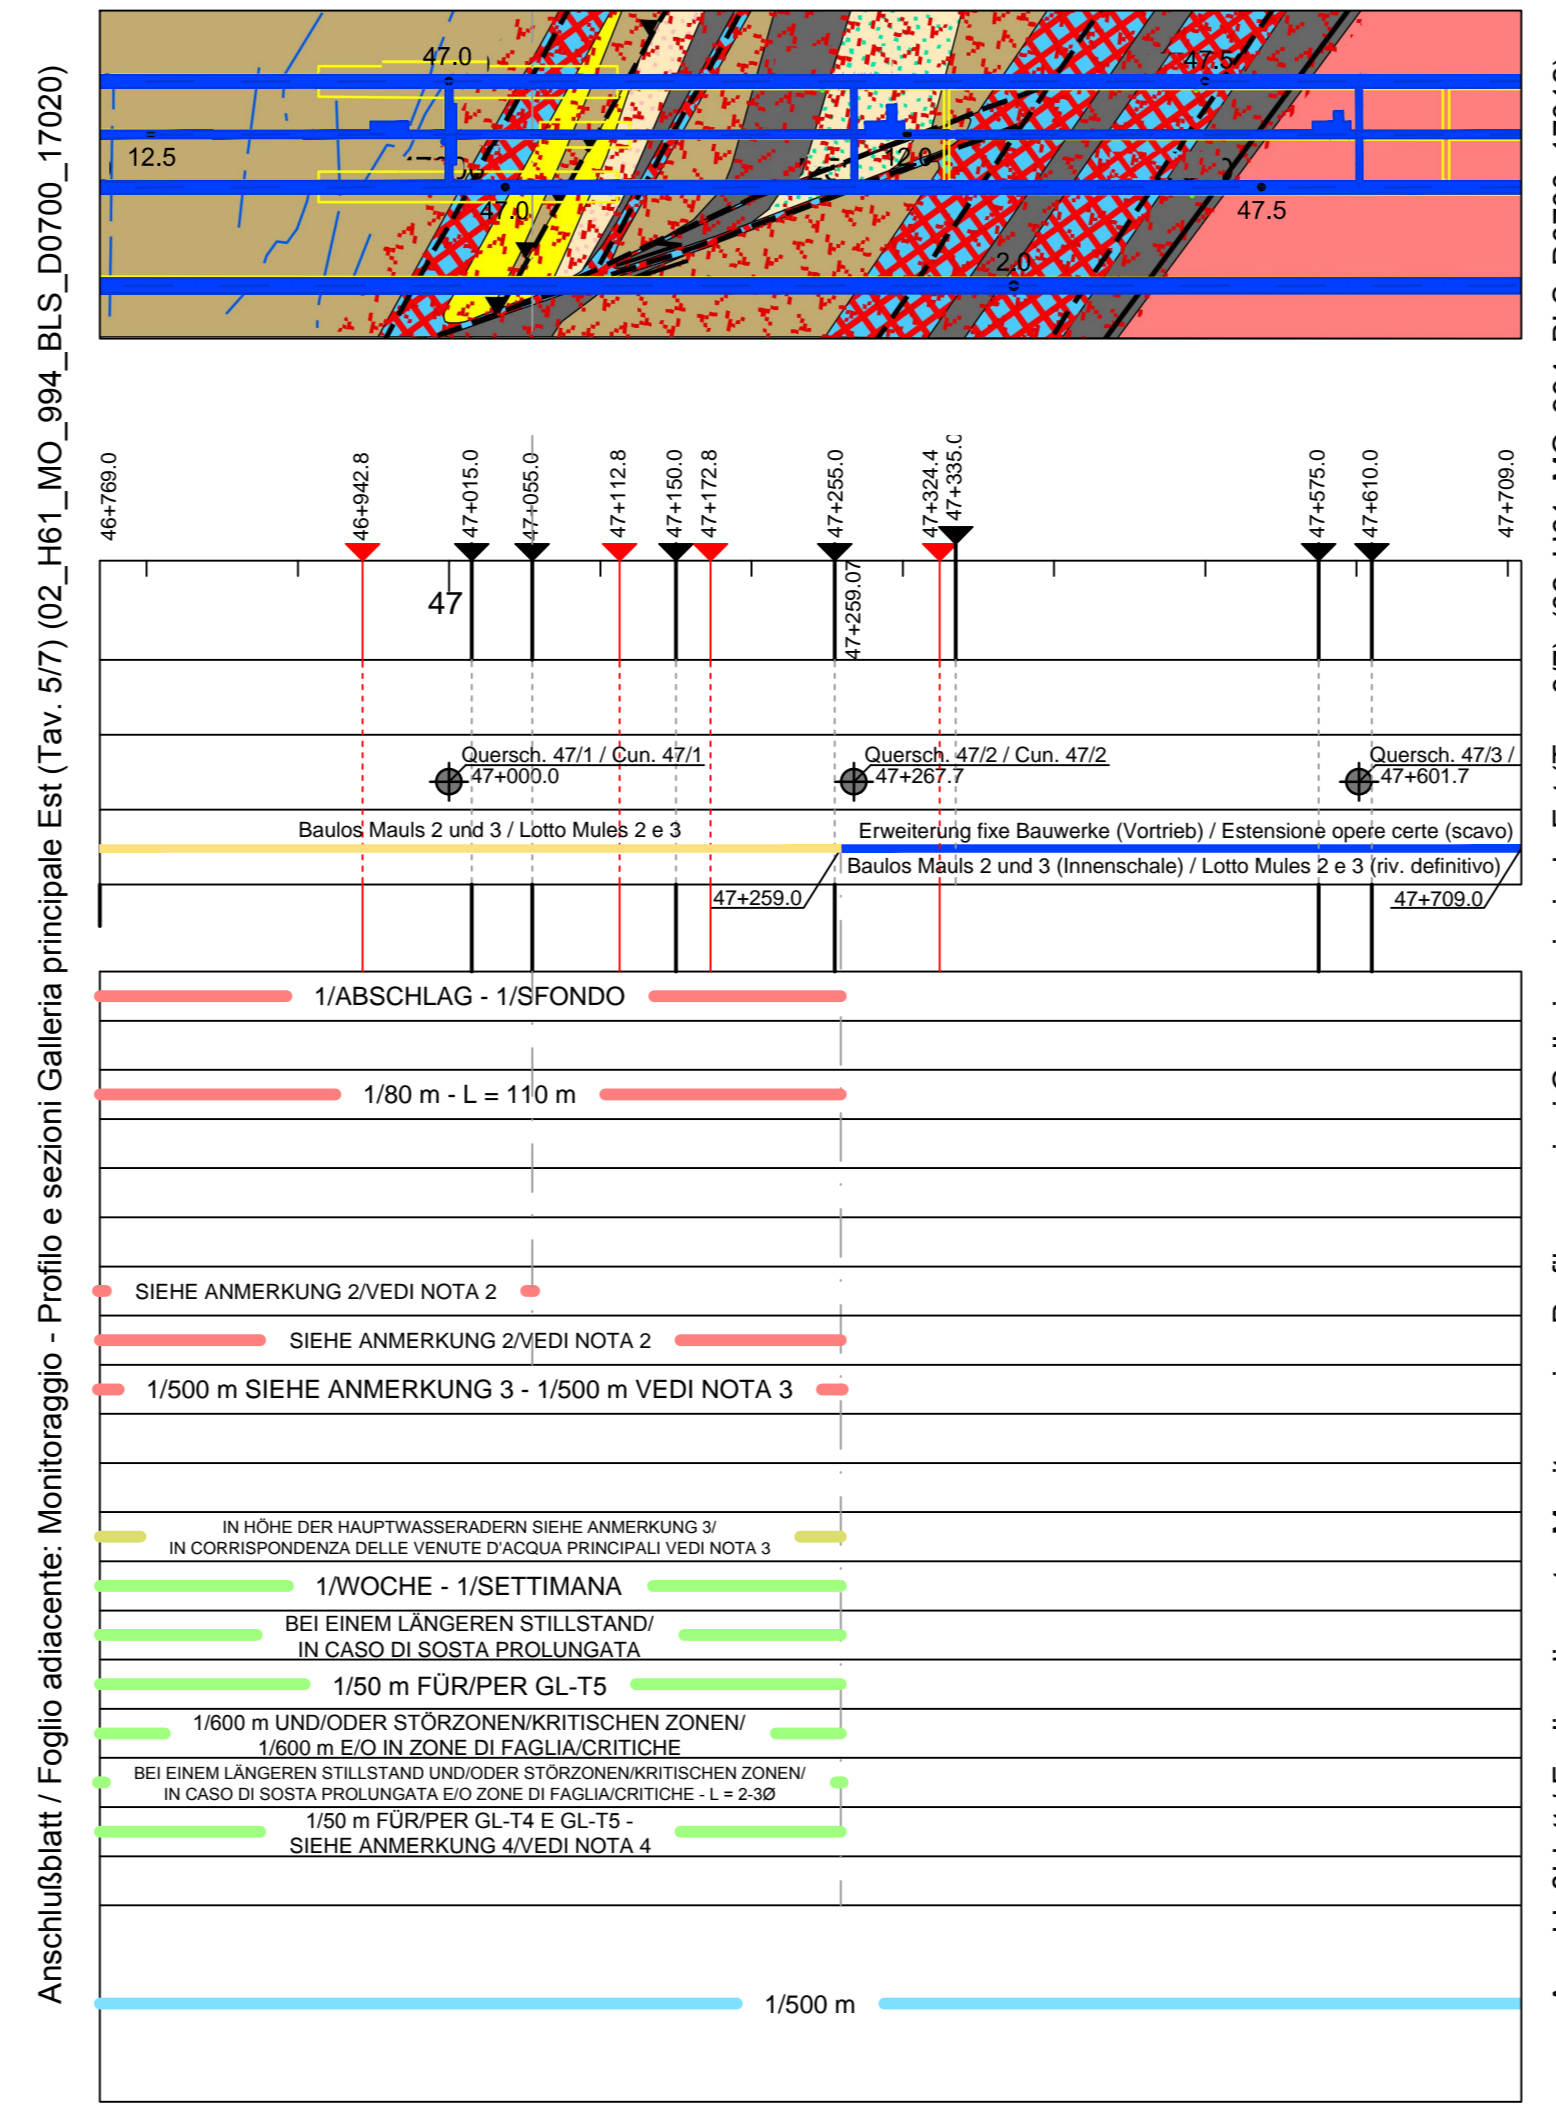 Anschlußblatt / Foglio adiacente: Monitoraggio - Profilo e sezioni Galleria principale Est (Tav. 5/7) (02_H61_MO_994_BLS_D0700_17020)
47.0
47.5
12.5
12.0
47.0
47.5
2.0
46+769.0
46+942.8
47+015.0
47+055.0
47+112.8
47+150.0
47+172.8
47+255.0
47+324.4
47+335.0
47+575.0
47+610.0
47+709.0
47
47+259.07
Quersch. 47/1 / Cun. 47/1
47+000.0
Quersch. 47/2 / Cun. 47/2
47+267.7
Quersch. 47/3 /
47+601.7
Baulos Mauls 2 und 3 / Lotto Mules 2 e 3
Erweiterung fixe Bauwerke (Vortrieb) / Estensione opere certe (scavo)
Baulos Mauls 2 und 3 (Innenschale) / Lotto Mules 2 e 3 (riv. definitivo)
47+259.0
47+709.0
1/ABSCHLAG - 1/SFONDO
1/80 m - L = 110 m
SIEHE ANMERKUNG 2/VEDI NOTA 2
SIEHE ANMERKUNG 2/VEDI NOTA 2
1/500 m SIEHE ANMERKUNG 3 - 1/500 m VEDI NOTA 3
IN HÖHE DER HAUPTWASSERADERN SIEHE ANMERKUNG 3/
IN CORRISPONDENZA DELLE VENUTE D'ACQUA PRINCIPALI VEDI NOTA 3
1/WOCHE - 1/SETTIMANA
BEI EINEM LÄNGEREN STILLSTAND/
IN CASO DI SOSTA PROLUNGATA
1/50 m FÜR/PER GL-T5
1/600 m UND/ODER STÖRZONEN/KRITISCHEN ZONEN/
1/600 m E/O IN ZONE DI FAGLIA/CRITICHE
BEI EINEM LÄNGEREN STILLSTAND UND/ODER STÖRZONEN/KRITISCHEN ZONEN/
IN CASO DI SOSTA PROLUNGATA E/O ZONE DI FAGLIA/CRITICHE - L = 2-3Ø
1/50 m FÜR/PER GL-T4 E GL-T5 -
SIEHE ANMERKUNG 4/VEDI NOTA 4
1/500 m